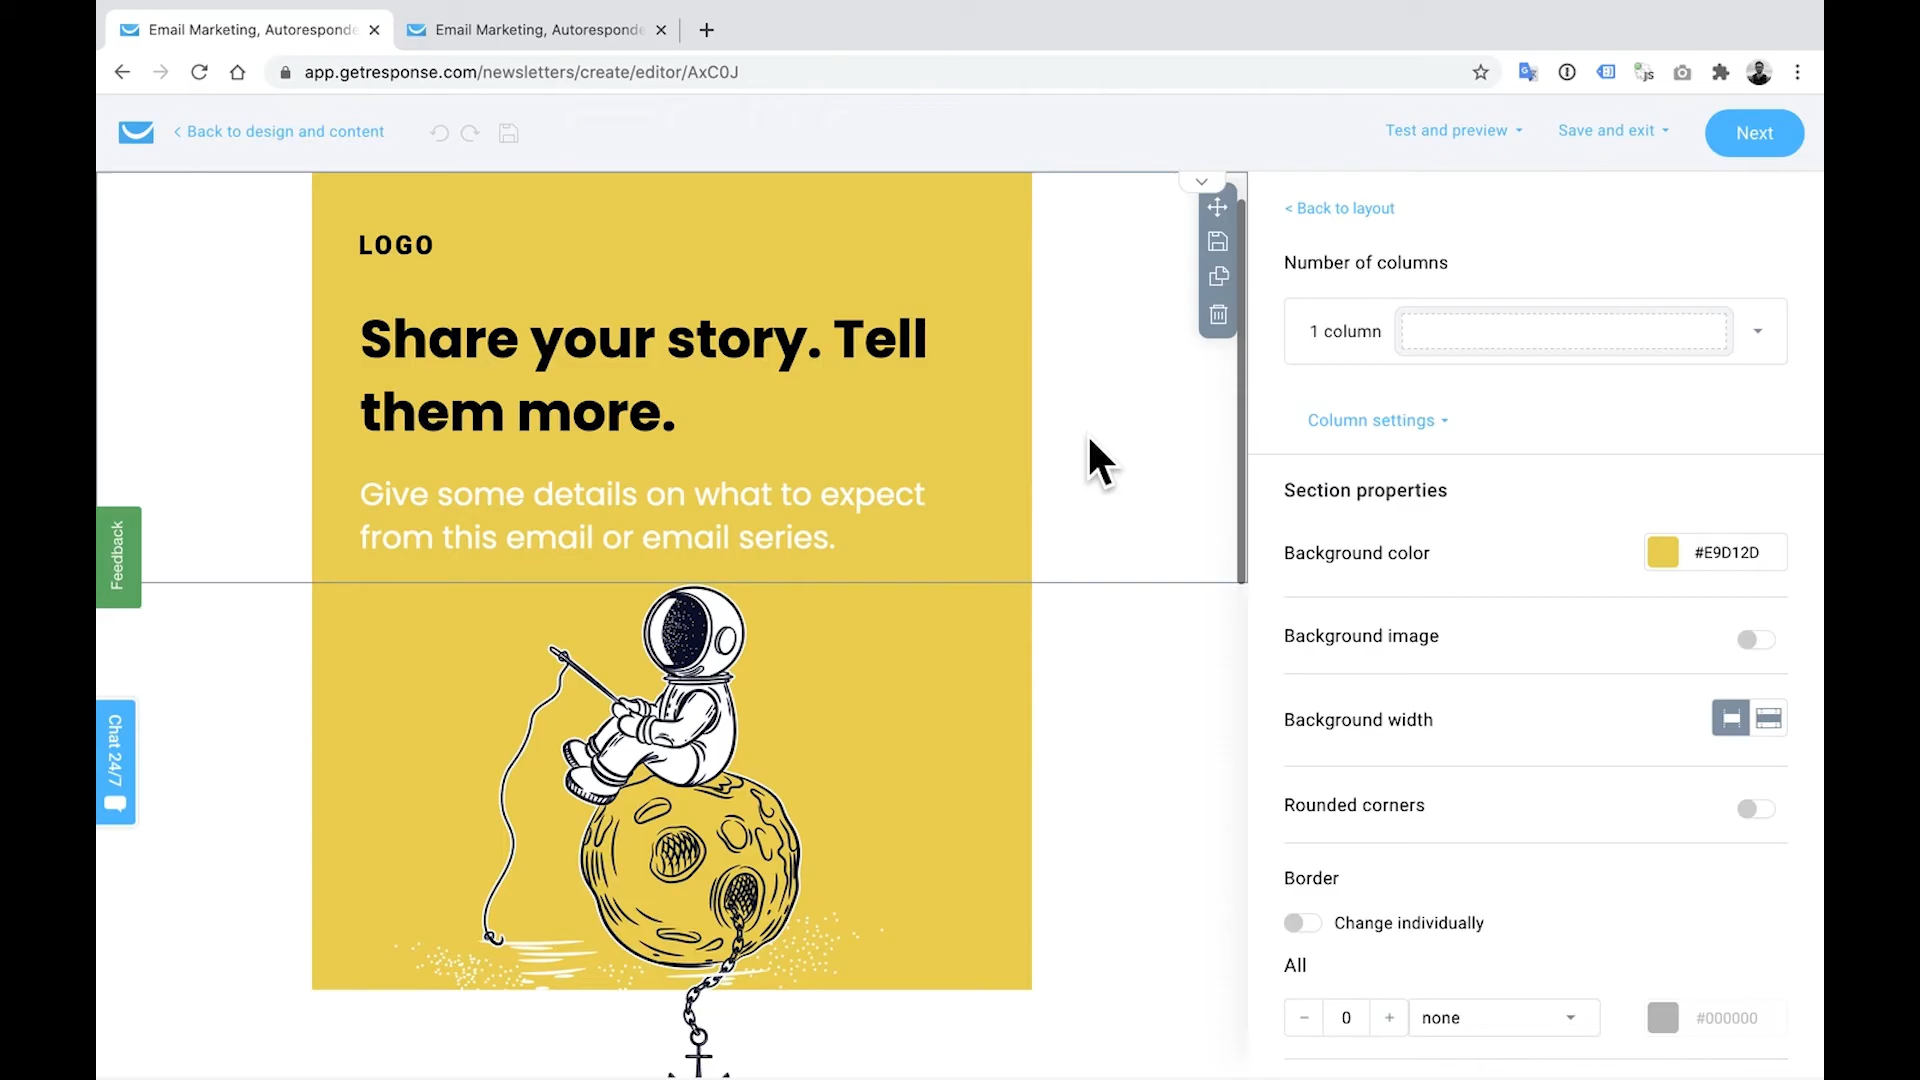 Email Marketing, Autoresponde
Email Marketing, Autoresponde
app.getresponse.com/newsletters/create/editor/AxC0J
Back to design and content
Test and preview
Save and exit
Next
LOGO
Share your story. Tell
them more.
Give some details on what to expect
from this email or email series.
Feedback
Chat 24/7
< Back to layout
Number of columns
1 column
Column settings
Section properties
Background color
#E9D12D
Background image
Background width
Rounded corners
Border
Change individually
All
− 0 + none #000000